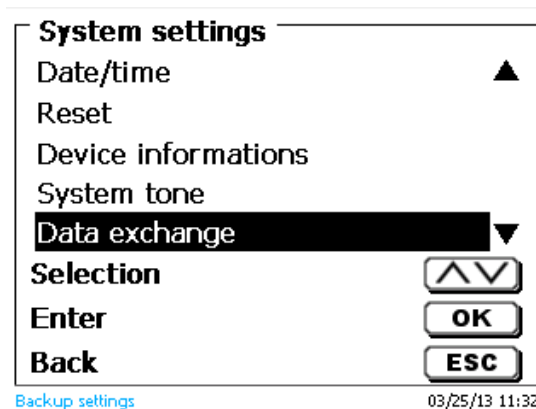 System settings
Date/time
Reset
Device informations
System tone
Data exchange
Selection
Enter OK
Back ESC
Backup settings 03/25/13 11:32